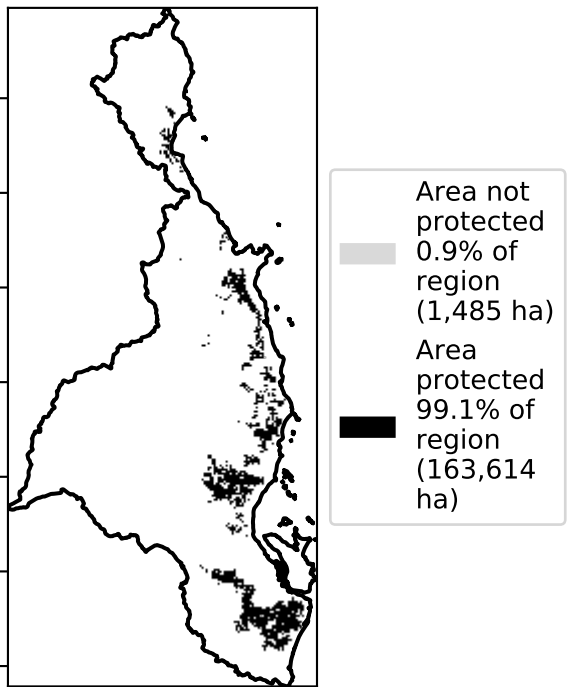 Area not
protected
0.9% of
region
(1,485 ha)
Area
protected
99.1% of
region
(163,614
ha)